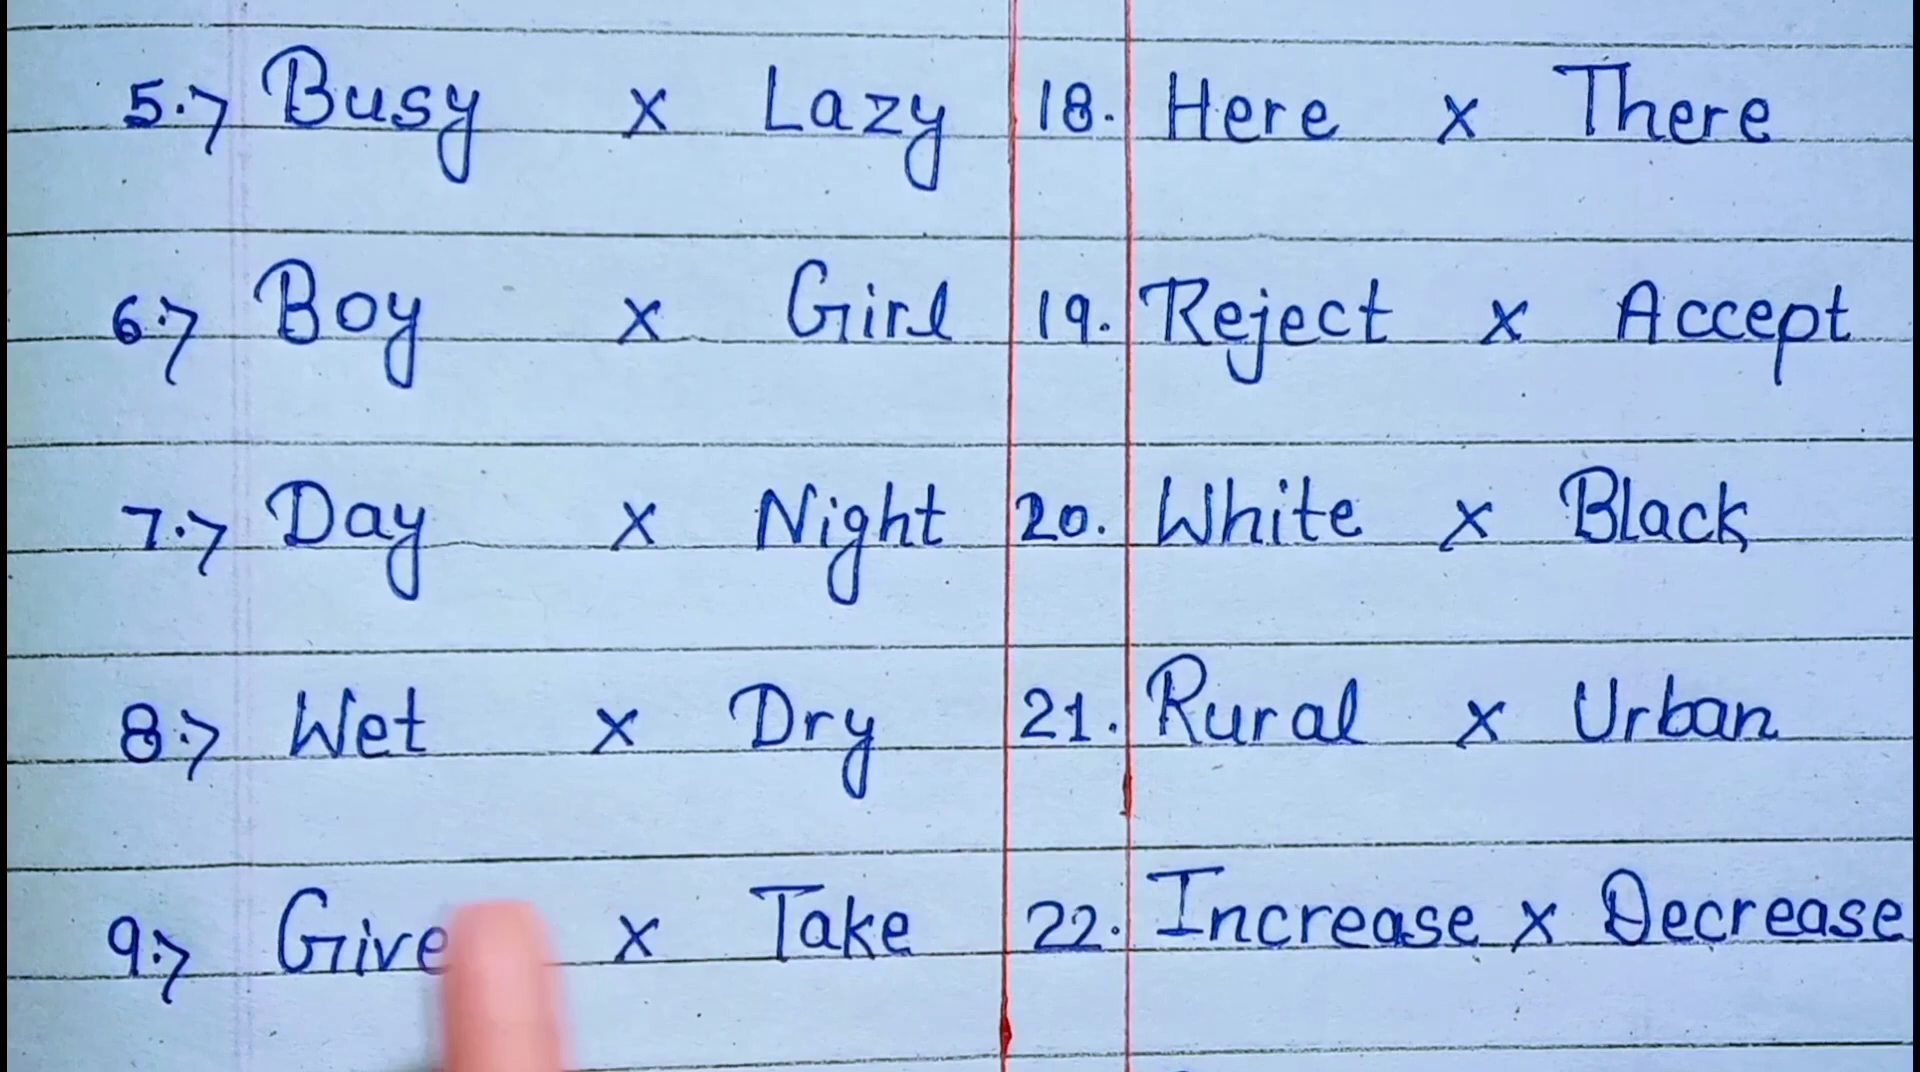 5.> Busy x Lazy
6.> Boy x Girl
7.> Day x Night
8.> Wet x Dry
9.> Give x Take
18. Here x There
19. Reject x Accept
20. White x Black
21. Rural x Urban
22. Increase x Decrease